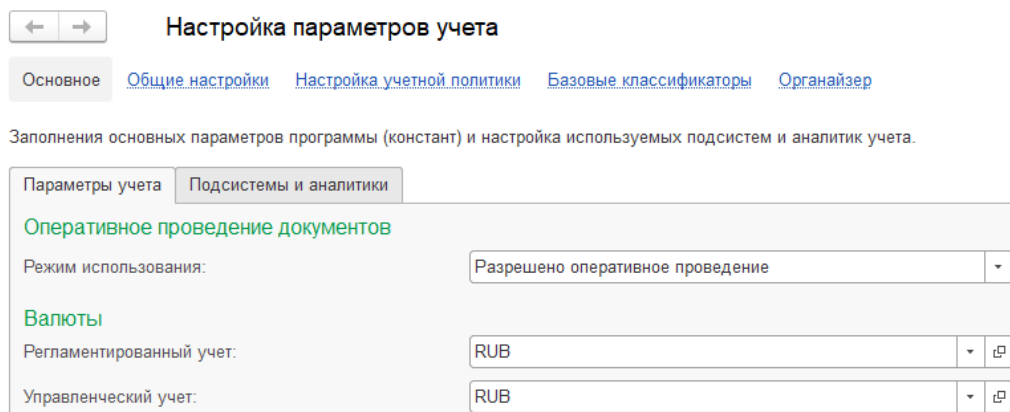 Настройка параметров учета
Основное Общие настройки Настройка учетной политики Базовые классификаторы Органайзер
Заполнения основных параметров программы (констант) и настройка используемых подсистем и аналитик учета.
Параметры учета Подсистемы и аналитики
Оперативное проведение документов
Режим использования: Разрешено оперативное проведение
Валюты
Регламентированный учет: RUB
Управленческий учет: RUB